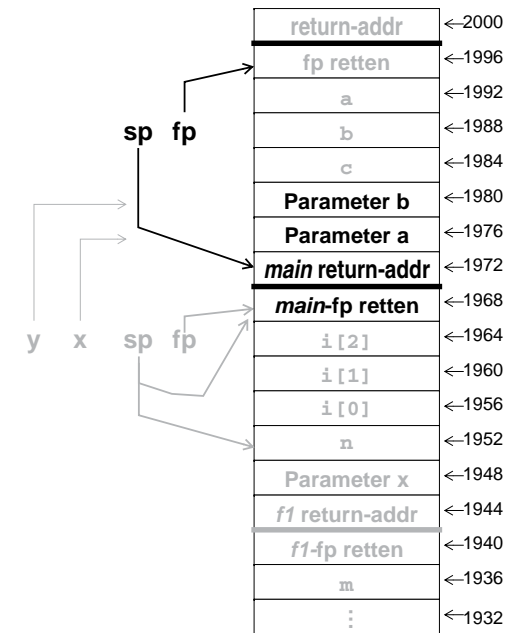 return-addr ←2000
fp retten ←1996
a ←1992
b ←1988
c ←1984
Parameter b ←1980
Parameter a ←1976
main return-addr ←1972
main-fp retten ←1968
i[2] ←1964
i[1] ←1960
i[0] ←1956
n ←1952
Parameter x ←1948
f1 return-addr ←1944
f1-fp retten ←1940
m ←1936
⋮ ←1932
sp fp
y x sp fp